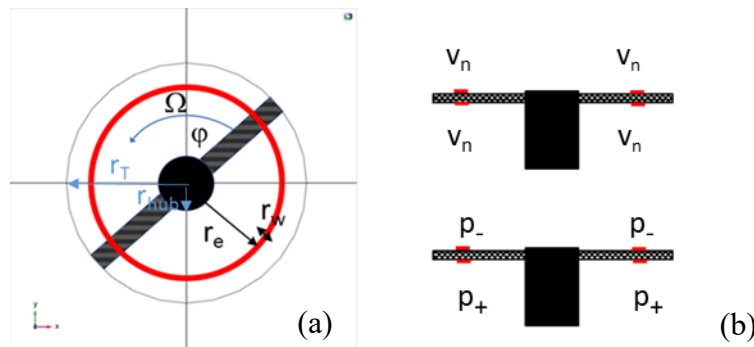 Ω
φ
r_T
r_hub
r_e
r_w
y
x
(a)
v_n v_n
v_n v_n
p_- p_-
p_+ p_+
(b)